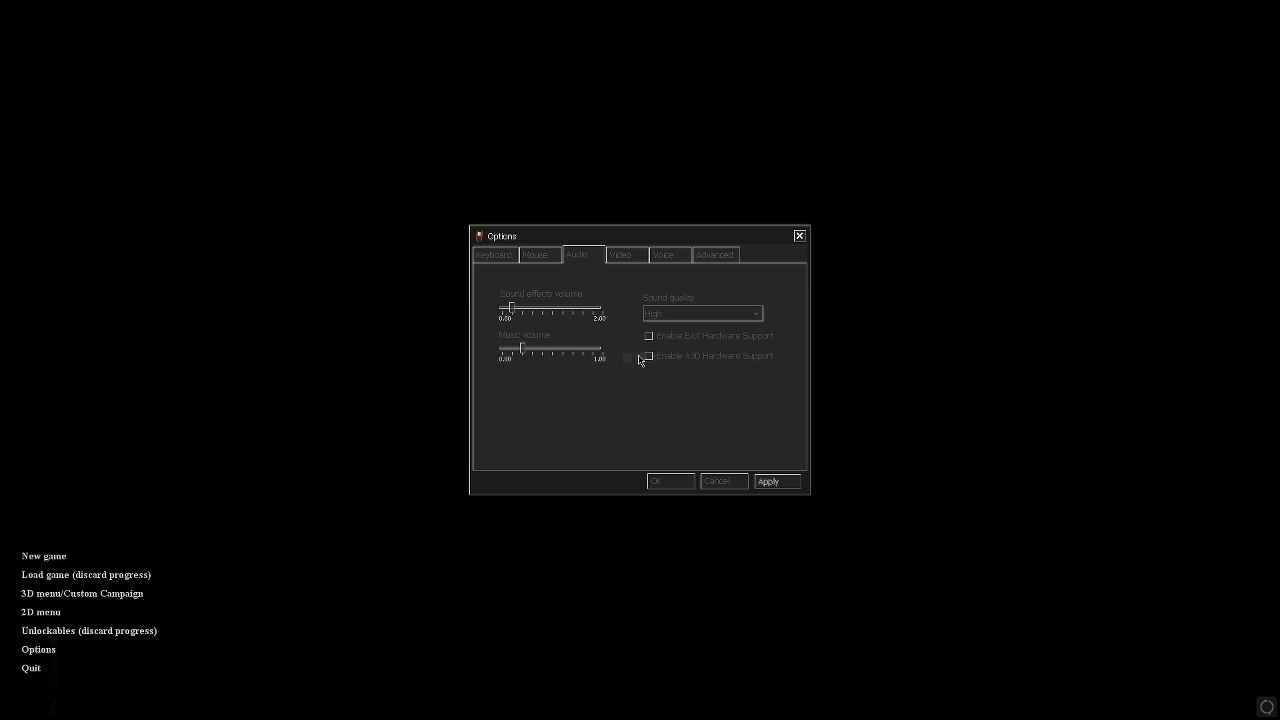 Options
Keyboard Mouse Audio Video Voice Advanced
Sound effects volume
0.00 2.00
Music volume
0.00 1.00
Sound quality
High
Enable EAX Hardware Support
Enable A3D Hardware Support
OK Cancel Apply
New game
Load game (discard progress)
3D menu/Custom Campaign
2D menu
Unlockables (discard progress)
Options
Quit